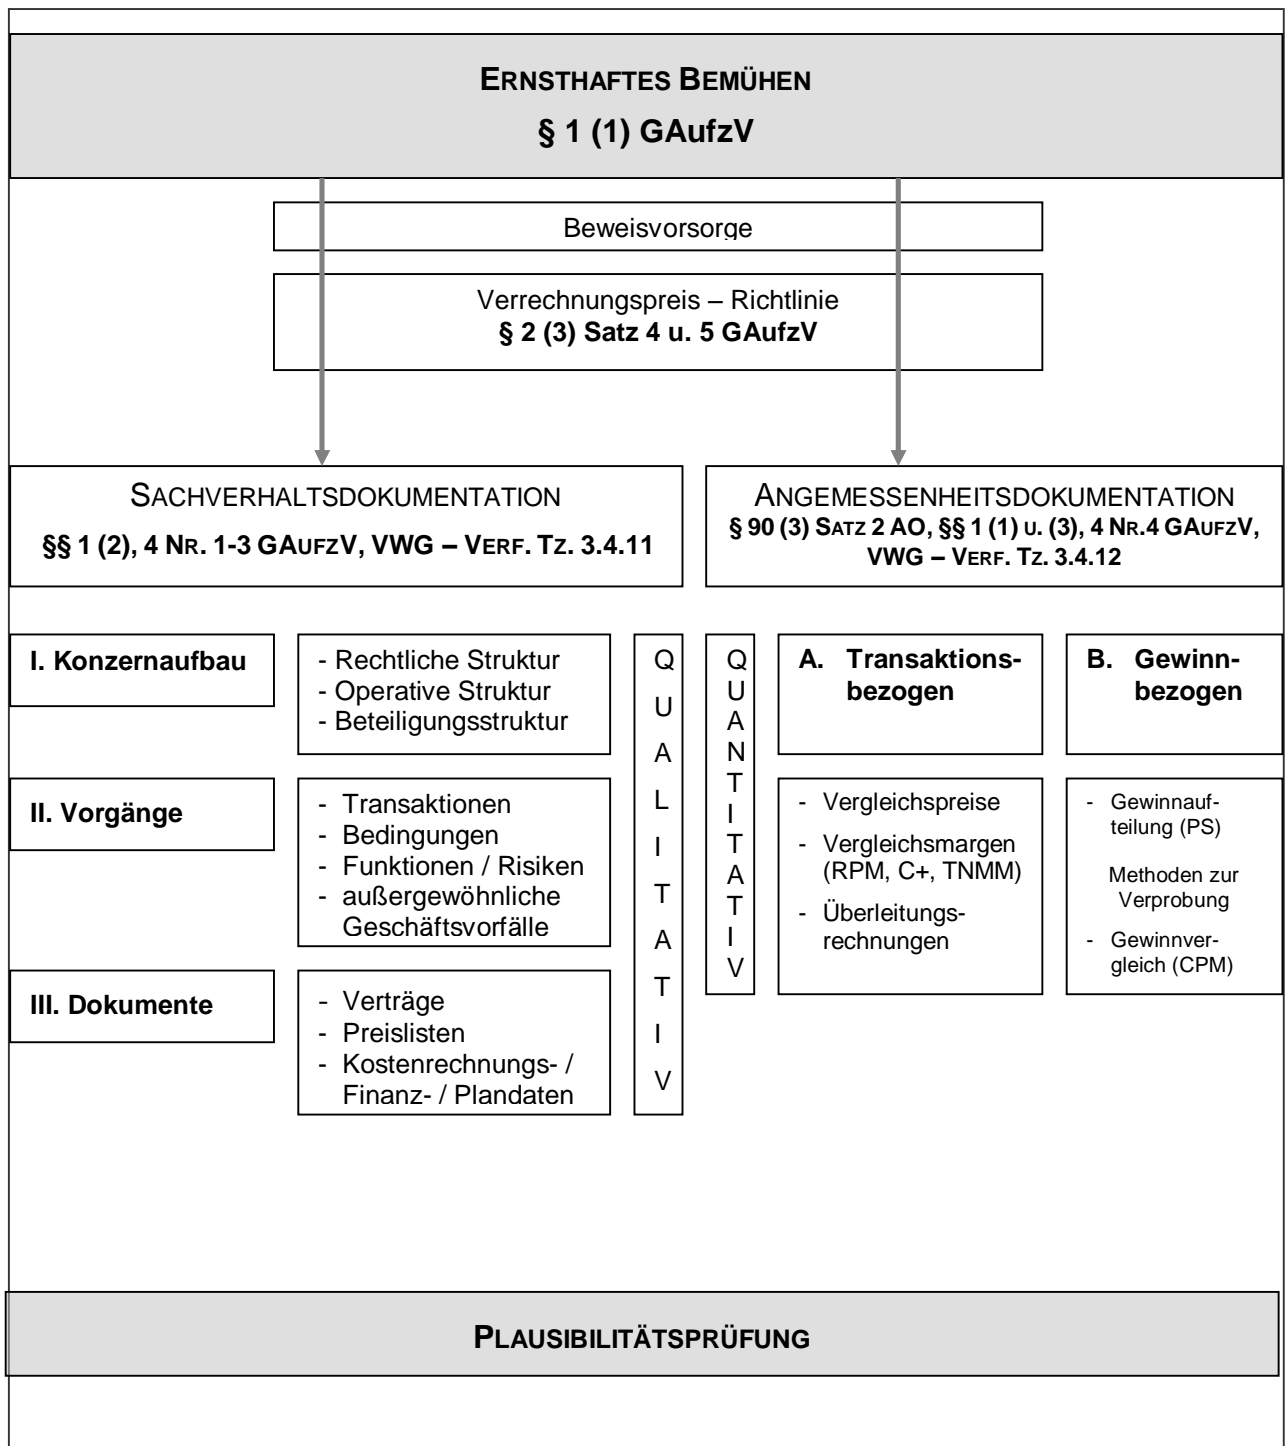 ERNSTHAFTES BEMÜHEN
§ 1 (1) GAufzV
Beweisvorsorge
Verrechnungspreis – Richtlinie
§ 2 (3) Satz 4 u. 5 GAufzV
SACHVERHALTSDOKUMENTATION
§§ 1 (2), 4 NR. 1-3 GAUFZV, VWG – VERF. TZ. 3.4.11
ANGEMESSENHEITSDOKUMENTATION
§ 90 (3) SATZ 2 AO, §§ 1 (1) U. (3), 4 NR.4 GAUFZV,
VWG – VERF. TZ. 3.4.12
I. Konzernaufbau
- Rechtliche Struktur
- Operative Struktur
- Beteiligungsstruktur
II. Vorgänge
- Transaktionen
- Bedingungen
- Funktionen / Risiken
- außergewöhnliche
Geschäftsvorfälle
III. Dokumente
- Verträge
- Preislisten
- Kostenrechnungs- /
Finanz- / Plandaten
Q
U
A
L
I
T
A
T
I
V
Q
U
A
N
T
I
T
A
T
I
V
A. Transaktions-
bezogen
- Vergleichspreise
- Vergleichsmargen
(RPM, C+, TNMM)
- Überleitungs-
rechnungen
B. Gewinn-
bezogen
- Gewinnauf-
teilung (PS)
Methoden zur
Verprobung
- Gewinnver-
gleich (CPM)
PLAUSIBILITÄTSPRÜFUNG